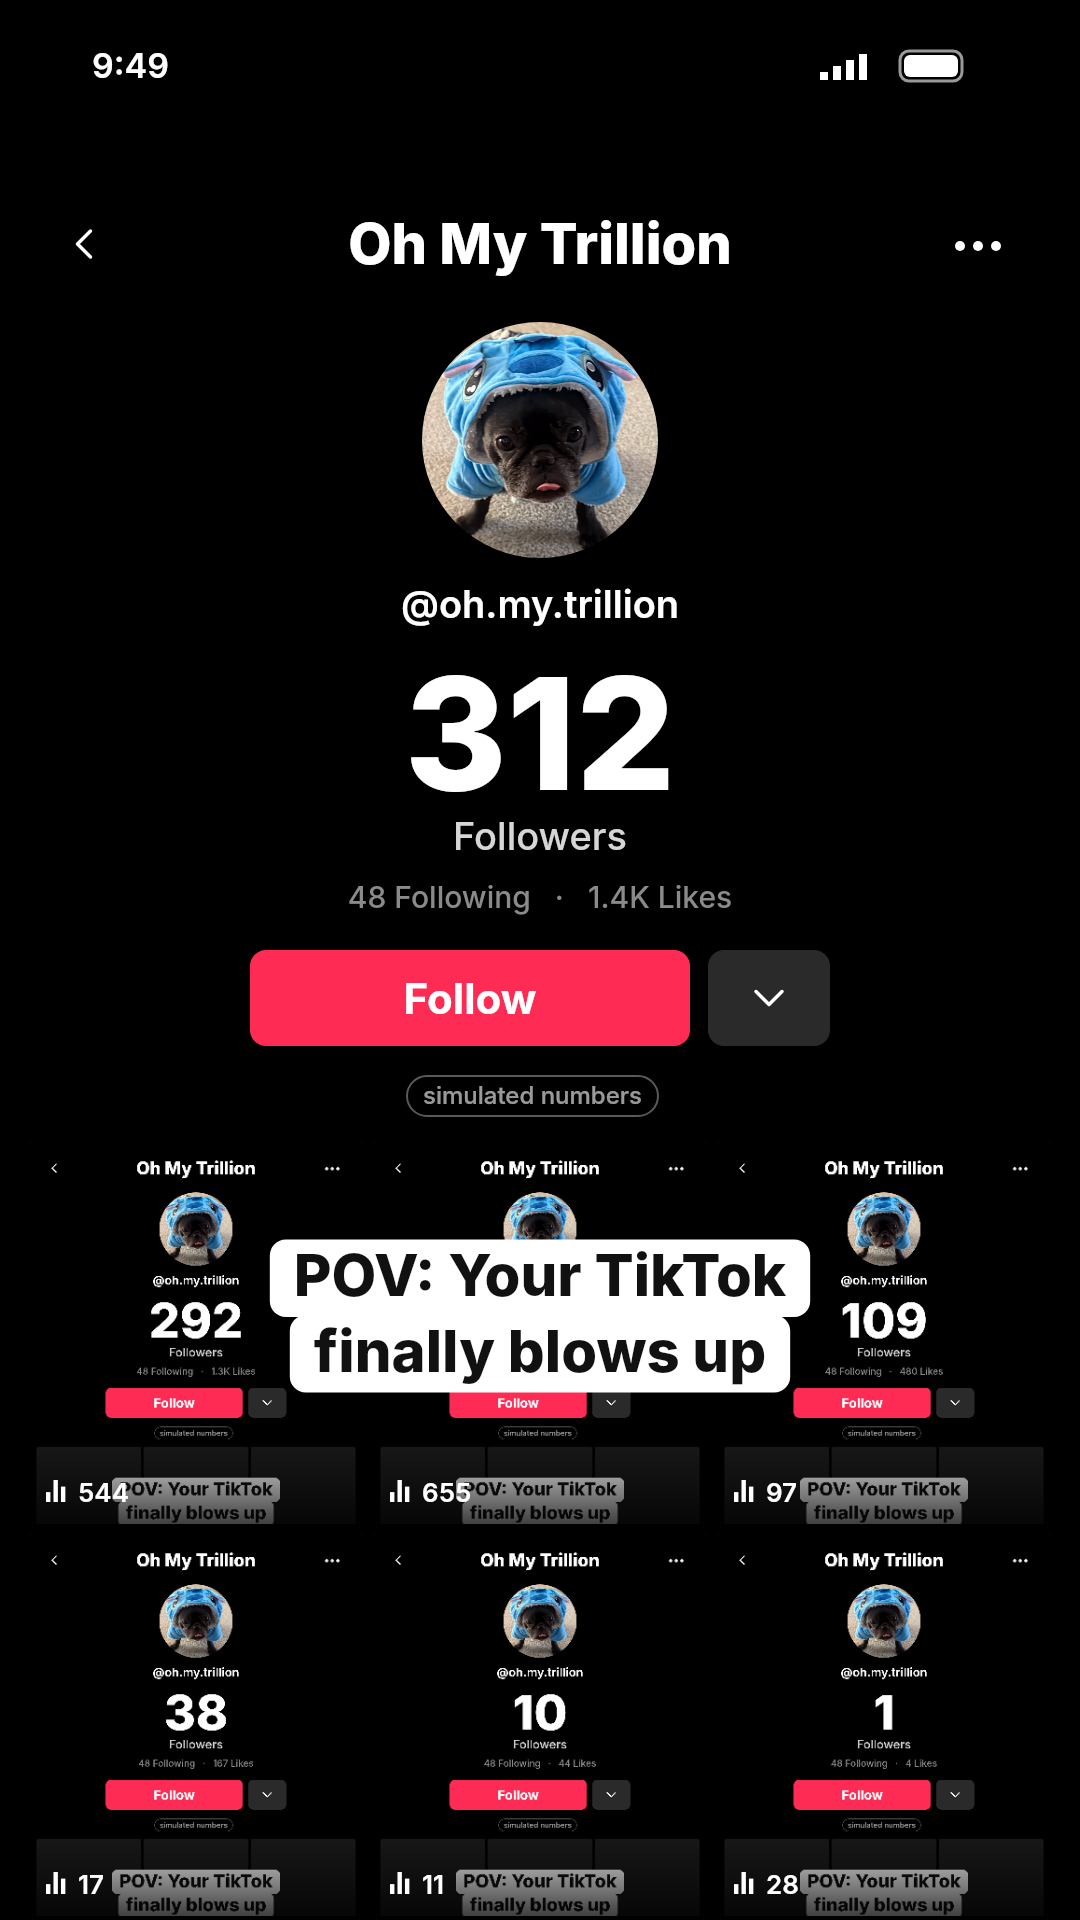 9:49
Oh My Trillion
@oh.my.trillion
312
Followers
48 Following · 1.4K Likes
Follow
simulated numbers
Oh My Trillion
Oh My Trillion
Oh My Trillion
@oh.my.trillion
@oh.my.trillion
POV: Your TikTok
finally blows up
292
109
Followers
Followers
48 Following · 1.3K Likes
48 Following · 480 Likes
Follow
Follow
Follow
simulated numbers
simulated numbers
simulated numbers
544
POV: Your TikTok
finally blows up
655
POV: Your TikTok
finally blows up
97
POV: Your TikTok
finally blows up
Oh My Trillion
Oh My Trillion
Oh My Trillion
@oh.my.trillion
@oh.my.trillion
@oh.my.trillion
38
10
1
Followers
Followers
Followers
48 Following · 167 Likes
48 Following · 44 Likes
48 Following · 4 Likes
Follow
Follow
Follow
simulated numbers
simulated numbers
simulated numbers
17
POV: Your TikTok
finally blows up
11
POV: Your TikTok
finally blows up
28
POV: Your TikTok
finally blows up